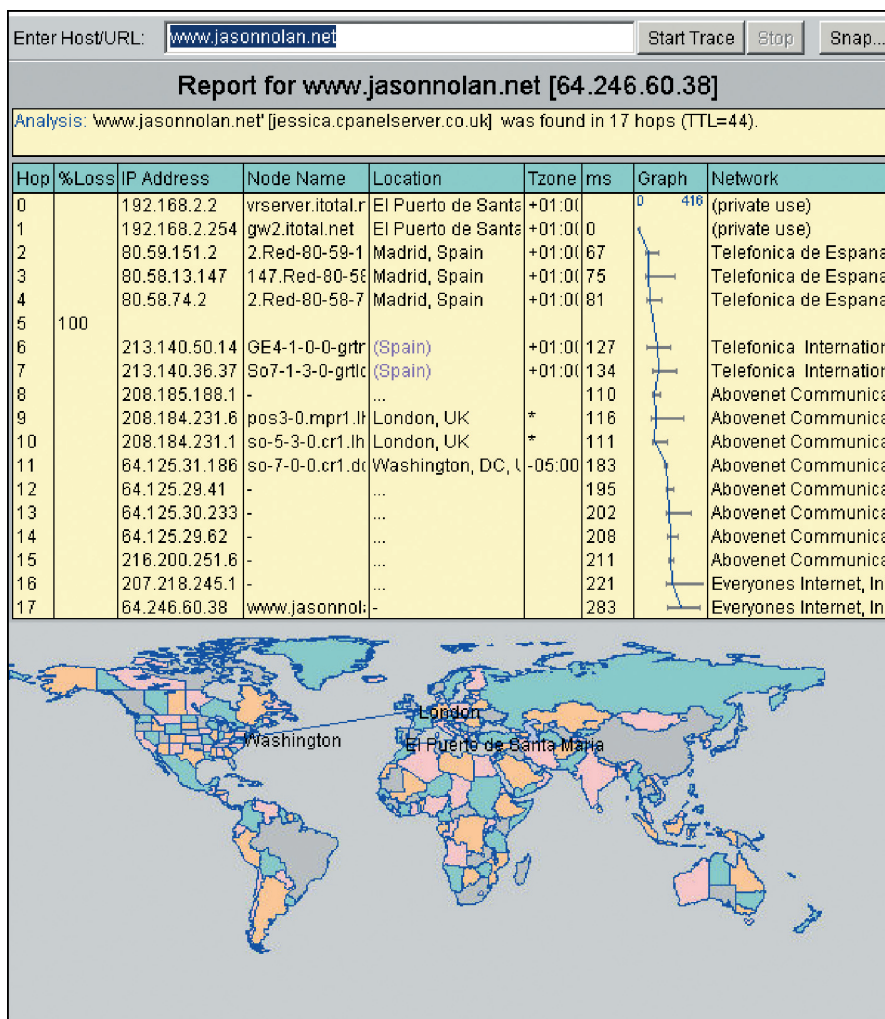 Enter Host/URL: www.jasonnolan.net Start Trace Stop Snap...
Report for www.jasonnolan.net [64.246.60.38]
Analysis: 'www.jasonnolan.net' [jessica.cpanelserver.co.uk] was found in 17 hops (TTL=44).
Hop %Loss IP Address Node Name Location Tzone ms Graph Network
0 192.168.2.2 vrserver.itotal.r El Puerto de Santa +01:0( 0 416 (private use)
1 192.168.2.254 gw2.itotal.net El Puerto de Santa +01:0( 0 (private use)
2 80.59.151.2 2.Red-80-59-1 Madrid, Spain +01:0( 67 Telefonica de Espana
3 80.58.13.147 147.Red-80-58 Madrid, Spain +01:0( 75 Telefonica de Espana
4 80.58.74.2 2.Red-80-58-7 Madrid, Spain +01:0( 81 Telefonica de Espana
5 100
6 213.140.50.14 GE4-1-0-0-grtr (Spain) +01:0( 127 Telefonica Internation
7 213.140.36.37 So7-1-3-0-grtlc (Spain) +01:0( 134 Telefonica Internation
8 208.185.188.1 - ... 110 Abovenet Communica
9 208.184.231.6 pos3-0.mpr1.lh London, UK * 116 Abovenet Communica
10 208.184.231.1 so-5-3-0.cr1.lh London, UK * 111 Abovenet Communica
11 64.125.31.186 so-7-0-0.cr1.dc Washington, DC, U -05:00 183 Abovenet Communica
12 64.125.29.41 - ... 195 Abovenet Communica
13 64.125.30.233 - ... 202 Abovenet Communica
14 64.125.29.62 - ... 208 Abovenet Communica
15 216.200.251.6 - ... 211 Abovenet Communica
16 207.218.245.1 - ... 221 Everyones Internet, In
17 64.246.60.38 www.jasonnol: - 283 Everyones Internet, In
London
Washington
El Puerto de Santa Maria